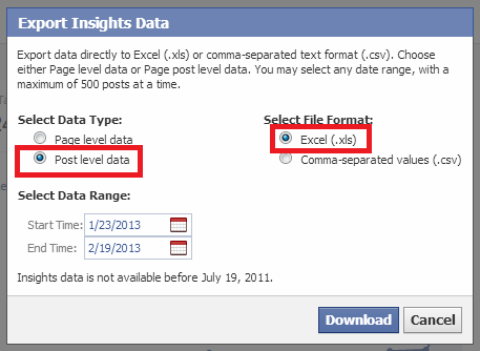 Export Insights Data
Export data directly to Excel (.xls) or comma-separated text format (.csv). Choose
either Page level data or Page post level data. You may select any date range, with a
maximum of 500 posts at a time.
Select Data Type:
Page level data
Post level data
Select File Format:
Excel (.xls)
Comma-separated values (.csv)
Select Data Range:
Start Time: 1/23/2013
End Time: 2/19/2013
Insights data is not available before July 19, 2011.
Download Cancel